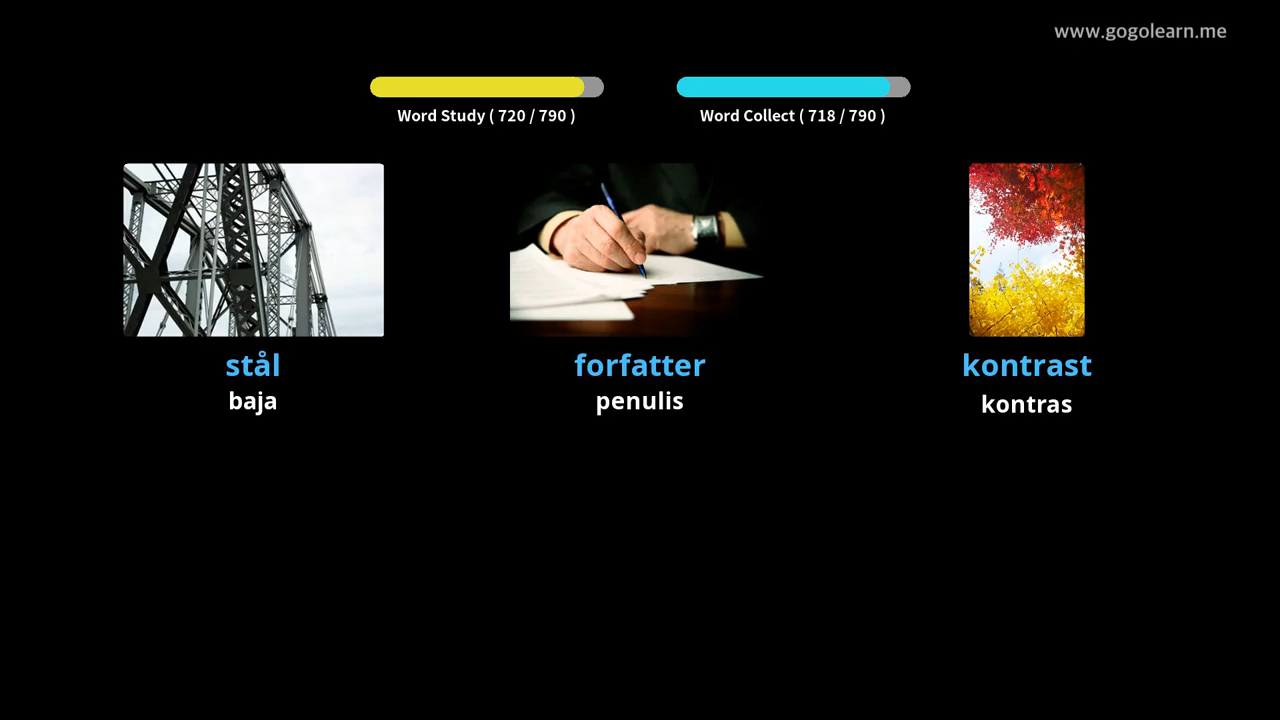 www.gogolearn.me
Word Study ( 720 / 790 )
Word Collect ( 718 / 790 )
stål
forfatter
kontrast
baja
penulis
kontras